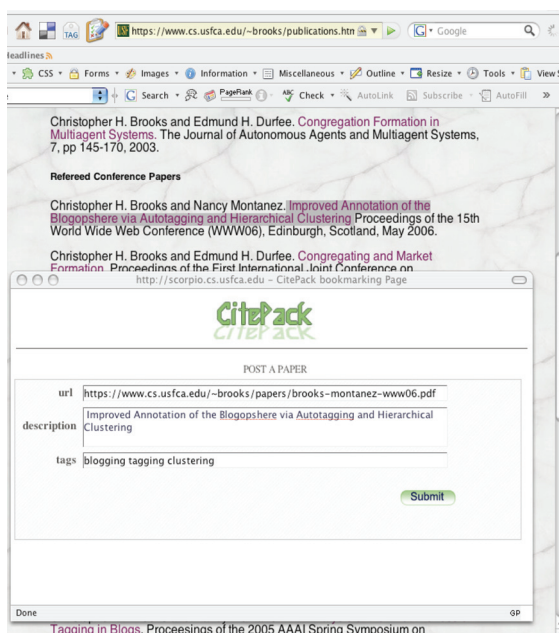 TAG
https://www.cs.usfca.edu/~brooks/publications.htn
G Google
Headlines
CSS Forms Images Information Miscellaneous Outline Resize Tools View
G Search PageRank Check AutoLink Subscribe AutoFill »
Christopher H. Brooks and Edmund H. Durfee. Congregation Formation in
Multiagent Systems. The Journal of Autonomous Agents and Multiagent Systems,
7, pp 145-170, 2003.
Refereed Conference Papers
Christopher H. Brooks and Nancy Montanez. Improved Annotation of the
Blogopshere via Autotagging and Hierarchical Clustering Proceedings of the 15th
World Wide Web Conference (WWW06), Edinburgh, Scotland, May 2006.
Christopher H. Brooks and Edmund H. Durfee. Congregating and Market
Formation. Proceedings of the First International Joint Conference on
http://scorpio.cs.usfca.edu - CitePack bookmarking Page
CitePack
POST A PAPER
url https://www.cs.usfca.edu/~brooks/papers/brooks-montanez-www06.pdf
description Improved Annotation of the Blogopshere via Autotagging and Hierarchical
Clustering
tags blogging tagging clustering
Submit
Done GP
Tagging in Blogs. Proceesings of the 2005 AAAI Spring Symposium on